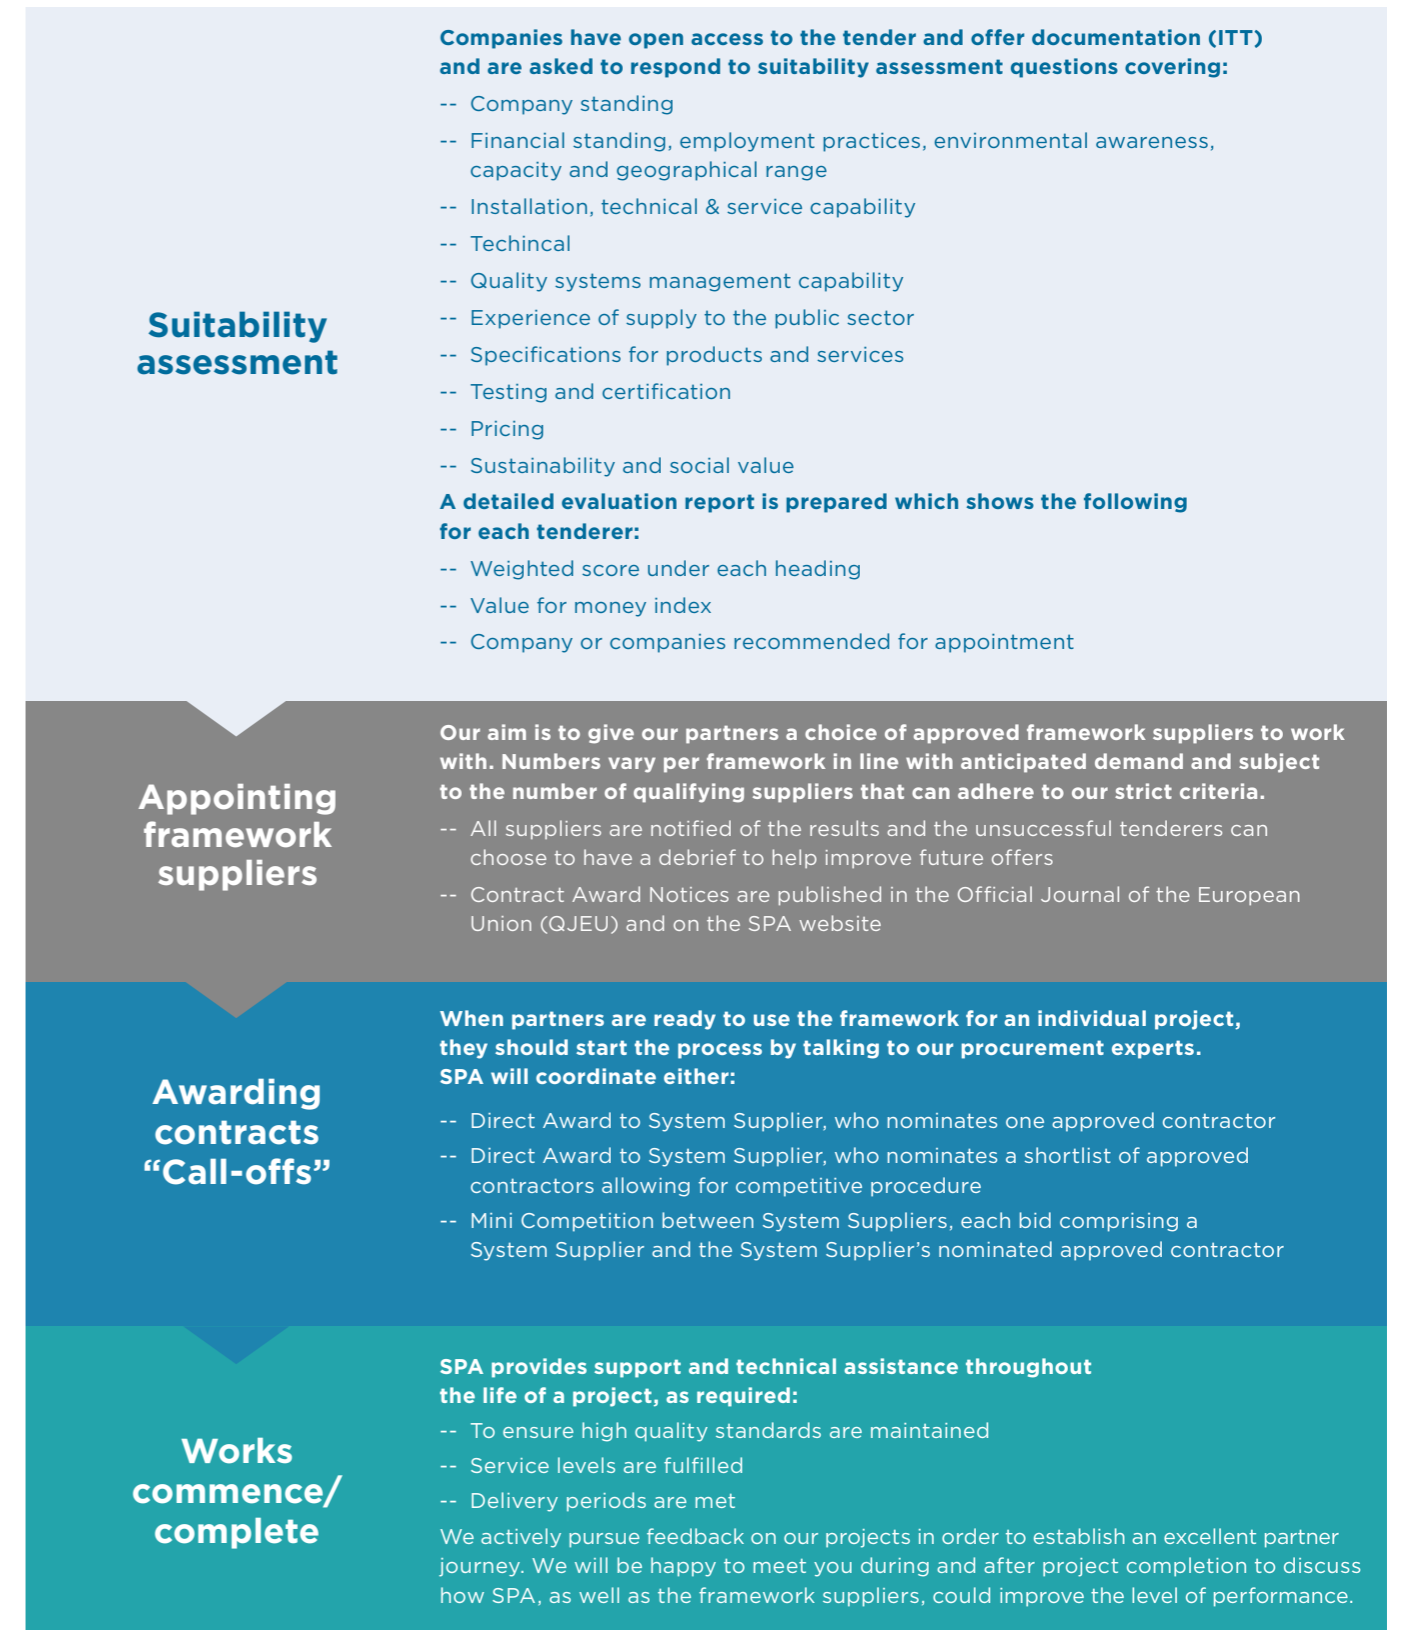 Companies have open access to the tender and offer documentation (ITT)
and are asked to respond to suitability assessment questions covering:
-- Company standing
-- Financial standing, employment practices, environmental awareness,
capacity and geographical range
-- Installation, technical & service capability
-- Techincal
-- Quality systems management capability
-- Experience of supply to the public sector
-- Specifications for products and services
-- Testing and certification
-- Pricing
-- Sustainability and social value
A detailed evaluation report is prepared which shows the following
for each tenderer:
-- Weighted score under each heading
-- Value for money index
-- Company or companies recommended for appointment
Suitability
assessment
Our aim is to give our partners a choice of approved framework suppliers to work
with. Numbers vary per framework in line with anticipated demand and subject
to the number of qualifying suppliers that can adhere to our strict criteria.
-- All suppliers are notified of the results and the unsuccessful tenderers can
choose to have a debrief to help improve future offers
-- Contract Award Notices are published in the Official Journal of the European
Union (QJEU) and on the SPA website
Appointing
framework
suppliers
When partners are ready to use the framework for an individual project,
they should start the process by talking to our procurement experts.
SPA will coordinate either:
-- Direct Award to System Supplier, who nominates one approved contractor
-- Direct Award to System Supplier, who nominates a shortlist of approved
contractors allowing for competitive procedure
-- Mini Competition between System Suppliers, each bid comprising a
System Supplier and the System Supplier’s nominated approved contractor
Awarding
contracts
“Call-offs”
SPA provides support and technical assistance throughout
the life of a project, as required:
-- To ensure high quality standards are maintained
-- Service levels are fulfilled
-- Delivery periods are met
We actively pursue feedback on our projects in order to establish an excellent partner
journey. We will be happy to meet you during and after project completion to discuss
how SPA, as well as the framework suppliers, could improve the level of performance.
Works
commence/
complete